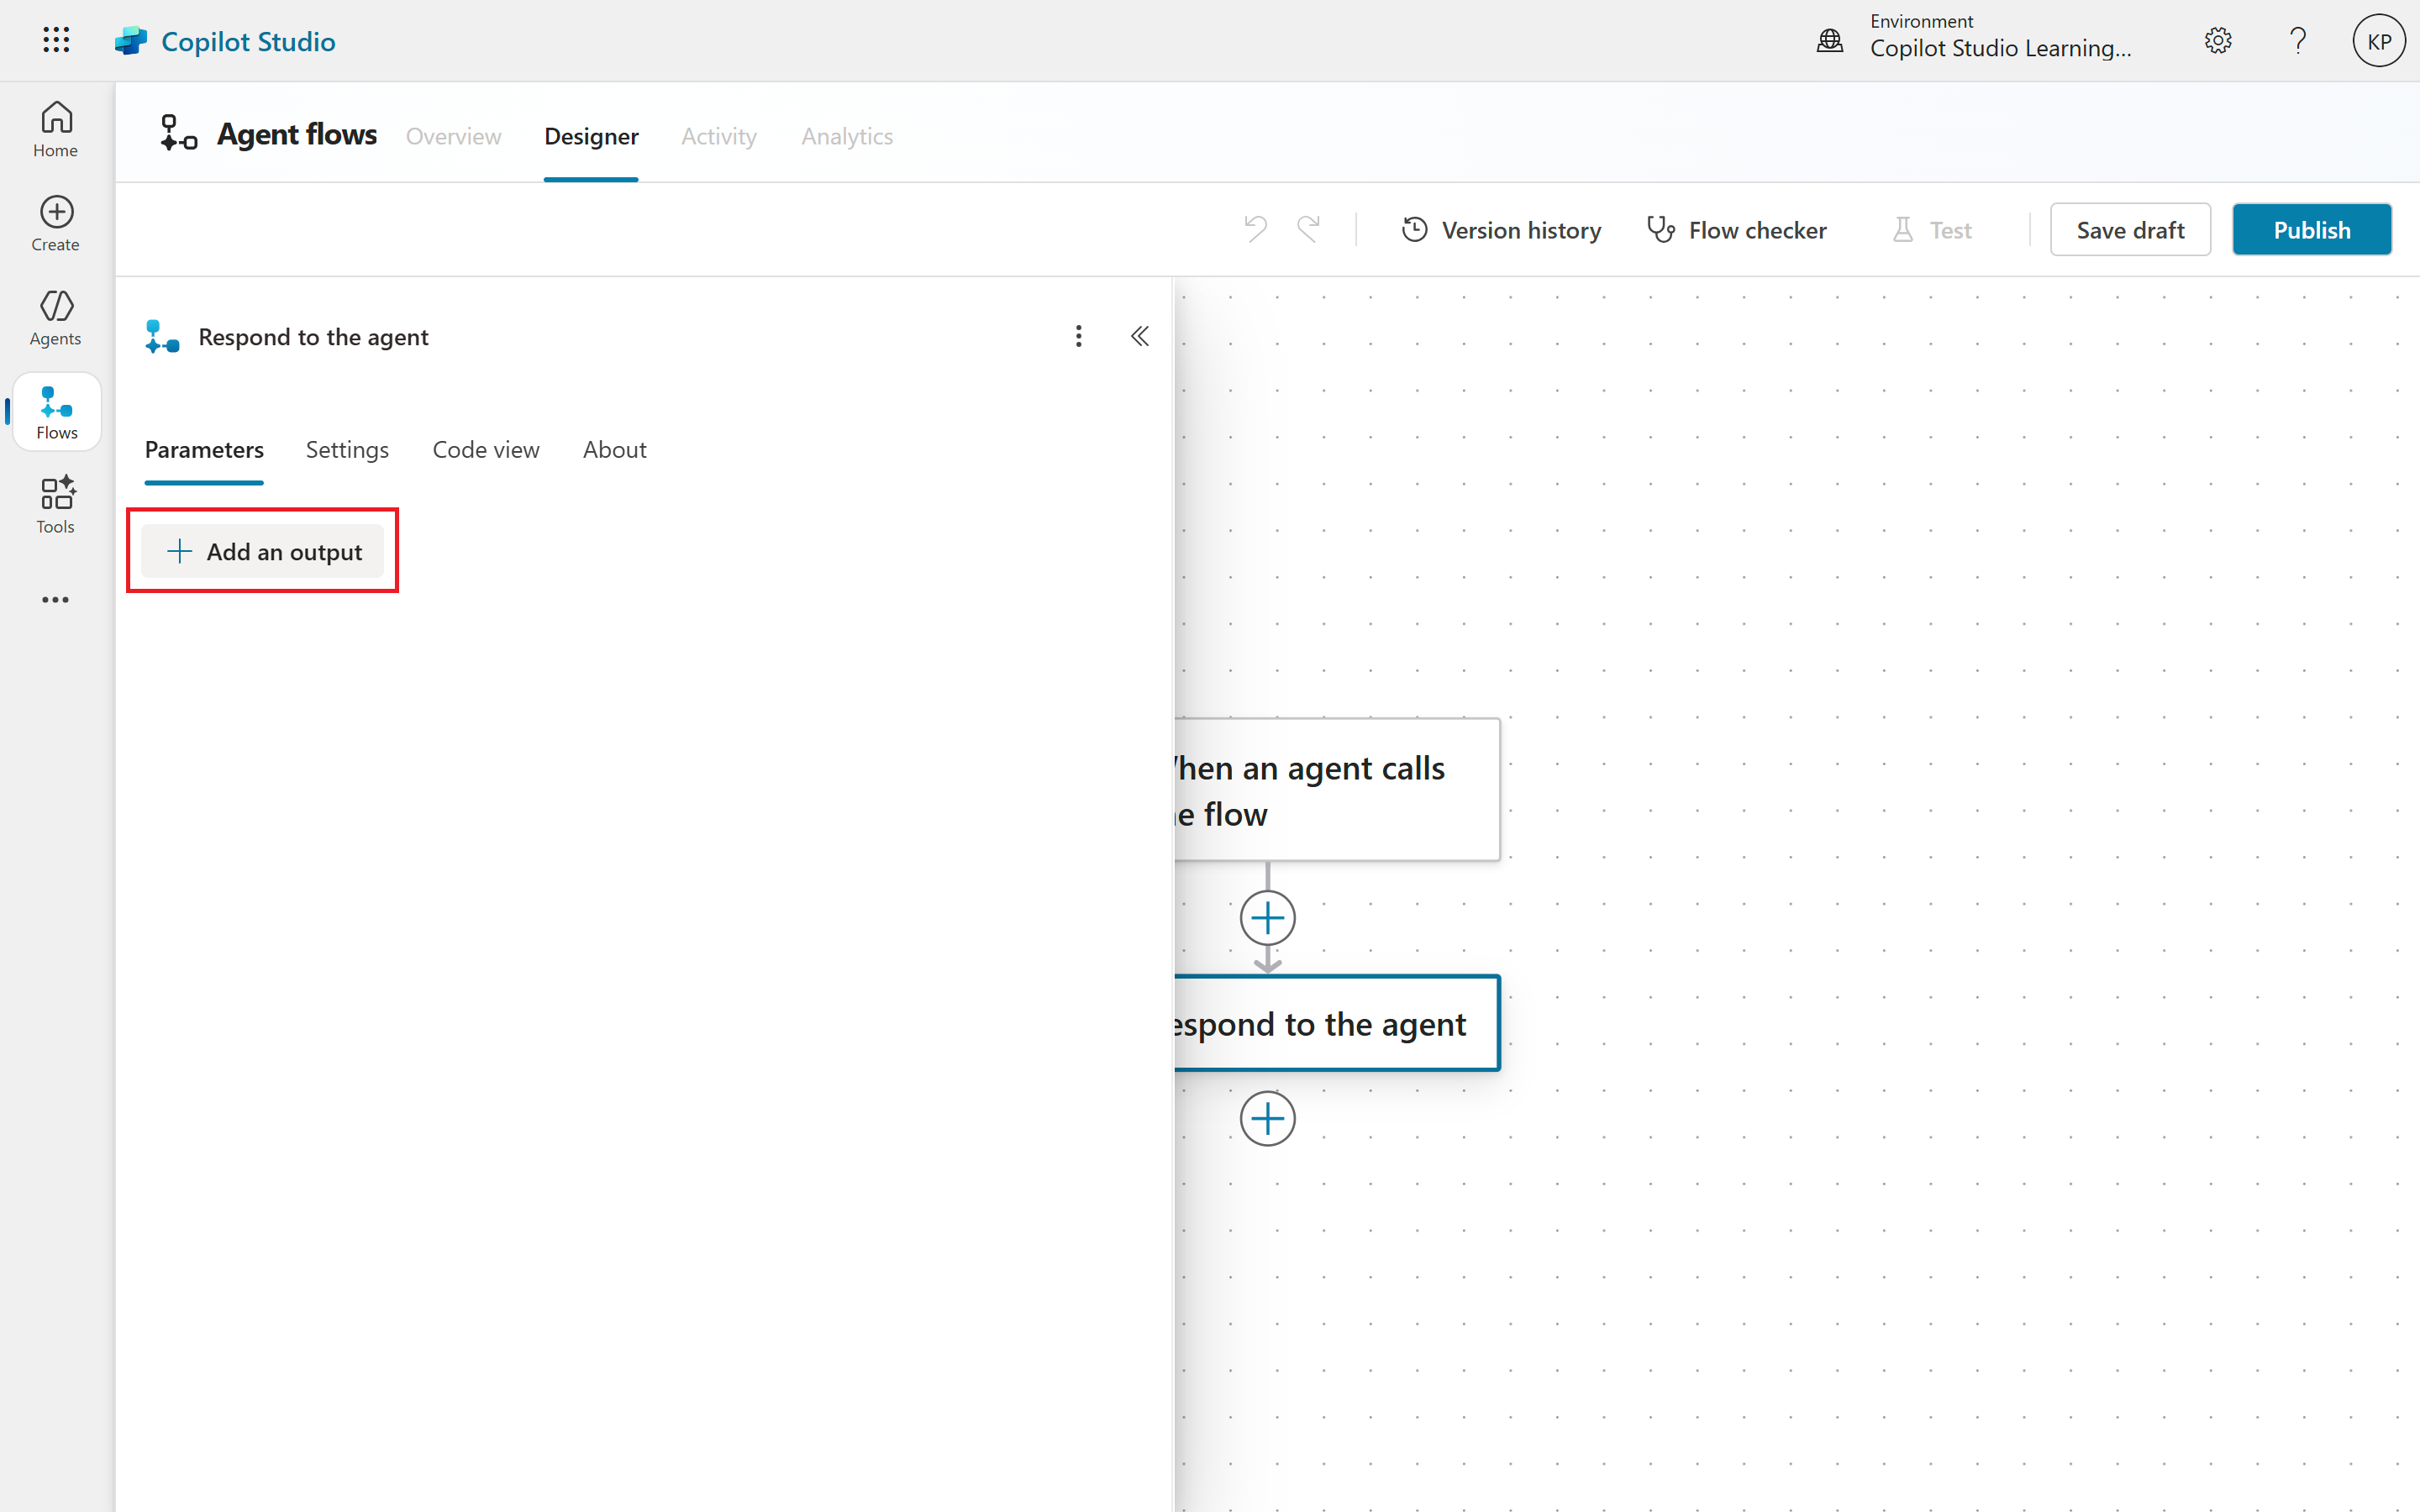 Copilot Studio
Environment
Copilot Studio Learning...
KP
Home
Create
Agents
Flows
Tools
Agent flows
Overview
Designer
Activity
Analytics
Version history
Flow checker
Test
Save draft
Publish
Respond to the agent
Parameters
Settings
Code view
About
Add an output
hen an agent calls
e flow
espond to the agent